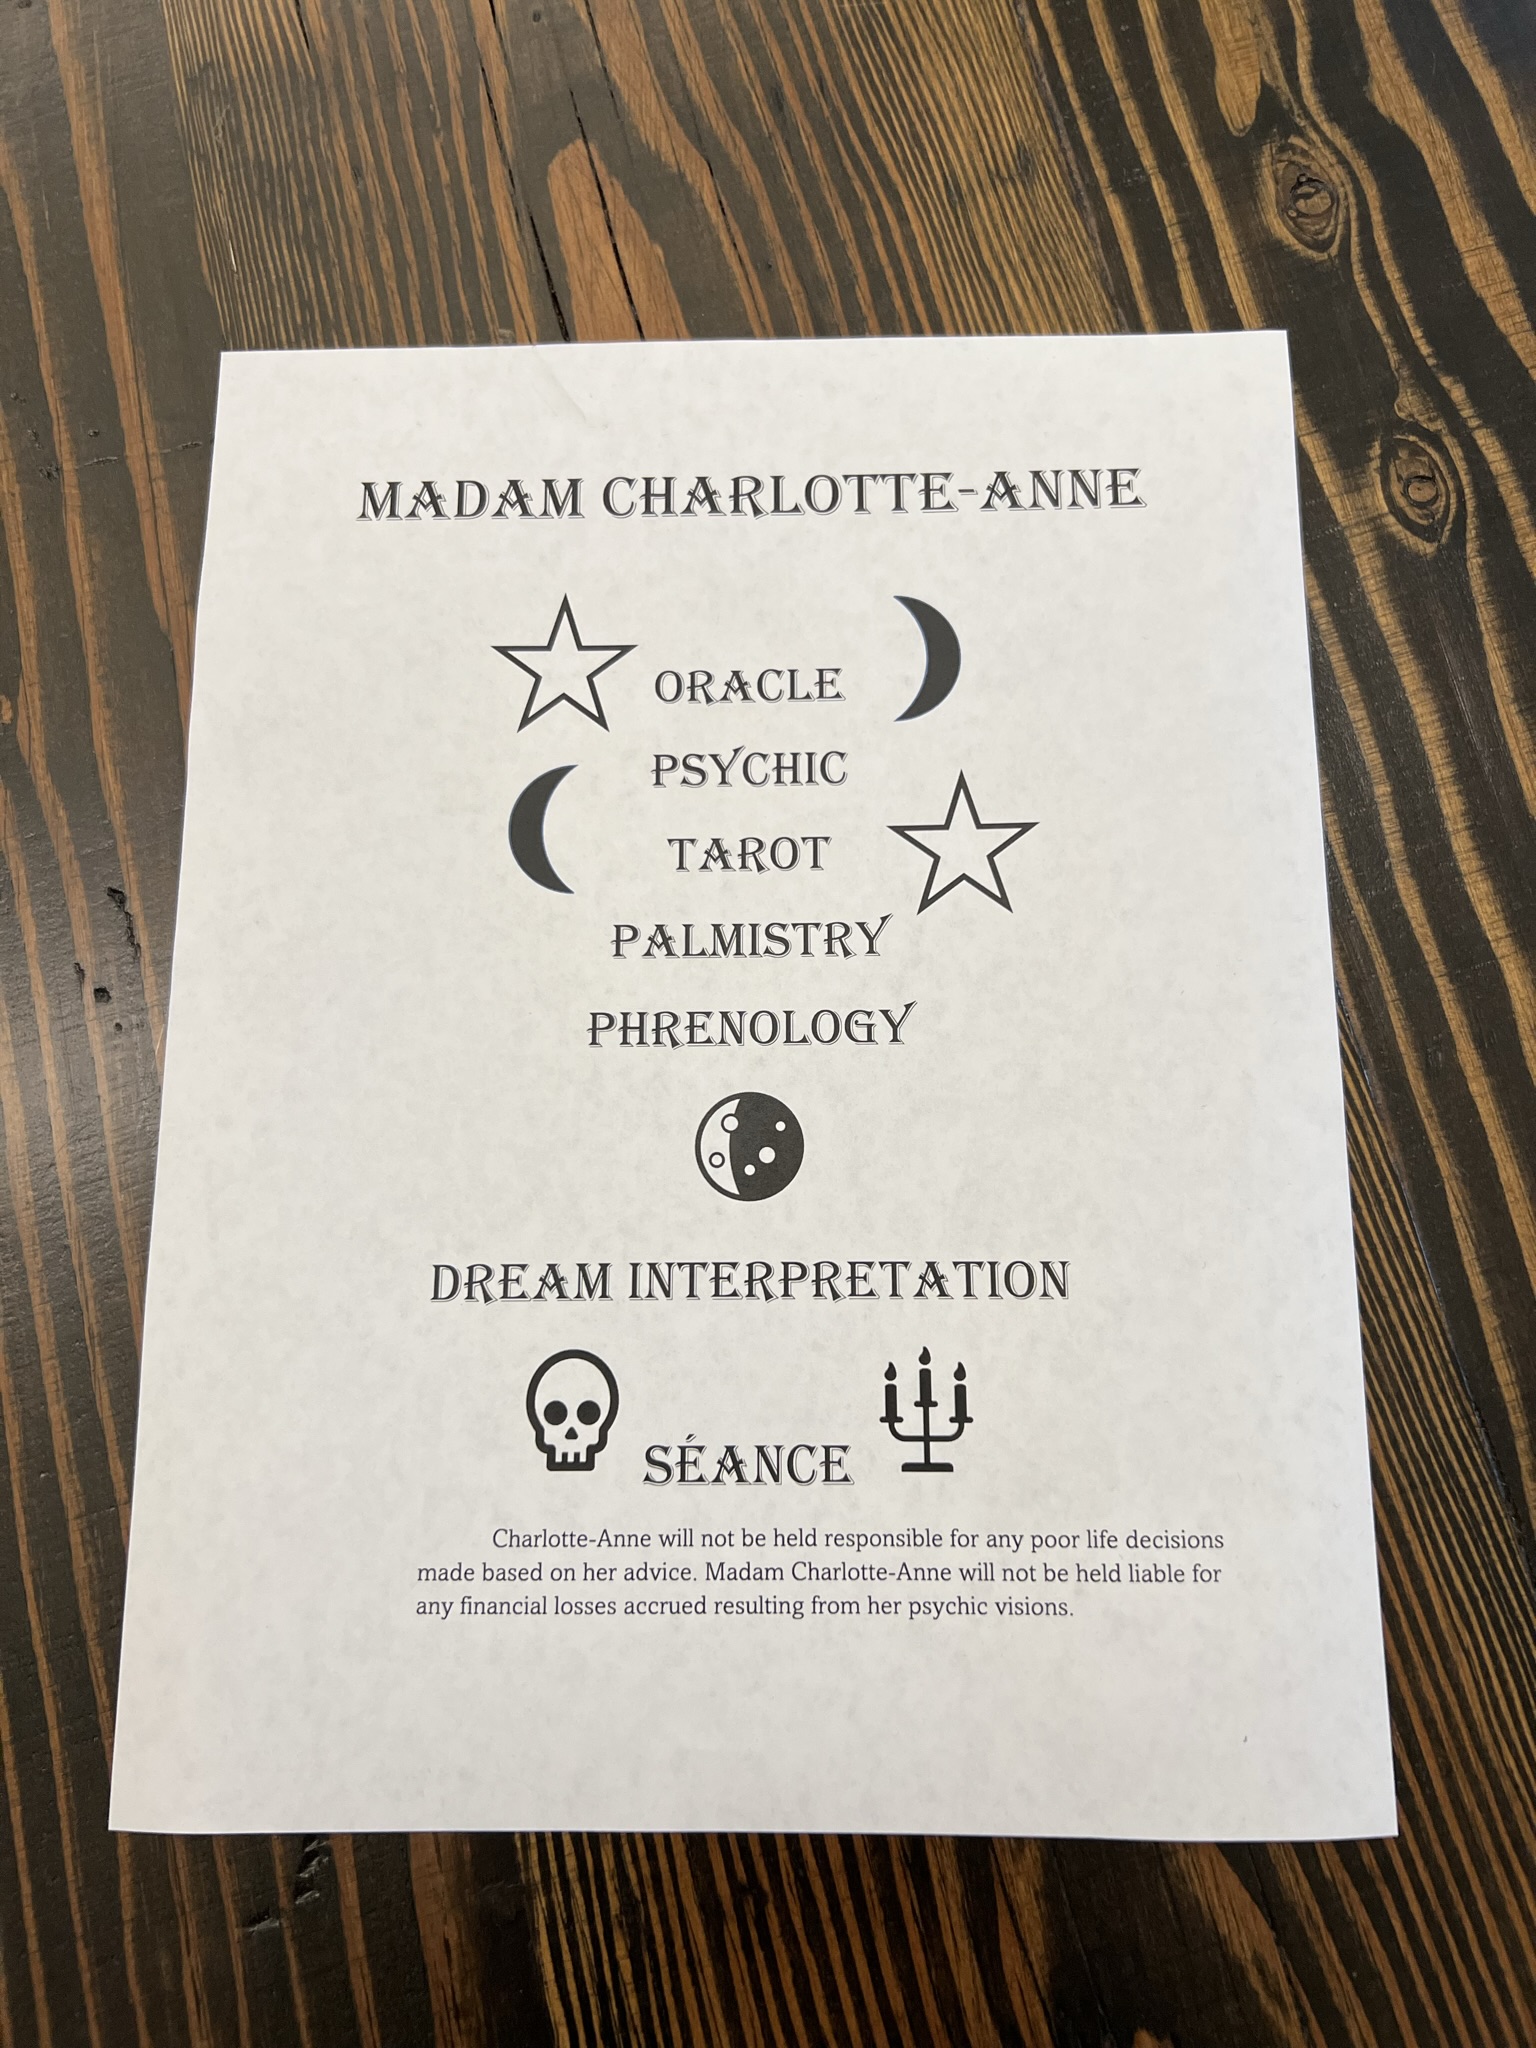 MADAM CHARLOTTE-ANNE
ORACLE
PSYCHIC
TAROT
PALMISTRY
PHRENOLOGY
DREAM INTERPRETATION
SÉANCE
Charlotte-Anne will not be held responsible for any poor life decisions
made based on her advice. Madam Charlotte-Anne will not be held liable for
any financial losses accrued resulting from her psychic visions.